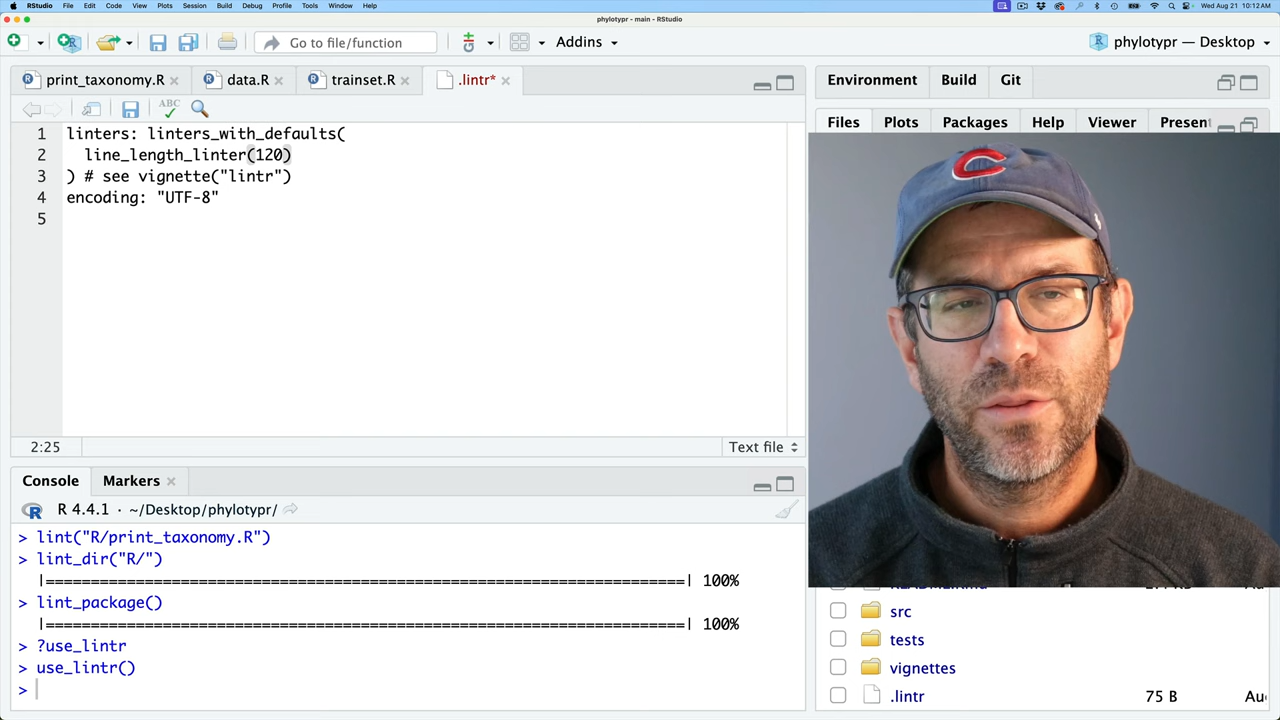 RStudio File Edit Code View Plots Session Build Debug Profile Tools Window Help Wed Aug 21 10:12 AM
phylotypr - main - RStudio
Go to file/function Addins phylotypr — Desktop
print_taxonomy.R data.R trainset.R .lintr*
ABC
1 linters: linters_with_defaults(
2 line_length_linter(120)
3 ) # see vignette("lintr")
4 encoding: "UTF-8"
5
2:25 Text file
Console Markers
R 4.4.1 · ~/Desktop/phylotypr/
> lint("R/print_taxonomy.R")
> lint_dir("R/")
|=======================================================================| 100%
> lint_package()
|=======================================================================| 100%
> ?use_lintr
> use_lintr()
>
Environment Build Git
Files Plots Packages Help Viewer Present
C
src
tests
vignettes
.lintr 75 B Au